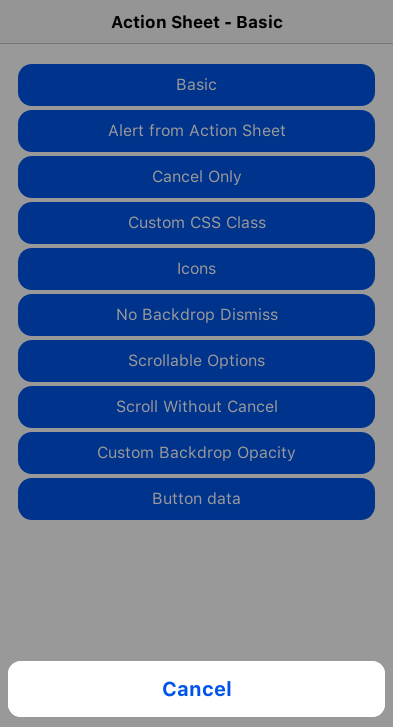 Action Sheet - Basic
Basic
Alert from Action Sheet
Cancel Only
Custom CSS Class
Icons
No Backdrop Dismiss
Scrollable Options
Scroll Without Cancel
Custom Backdrop Opacity
Button data
Cancel